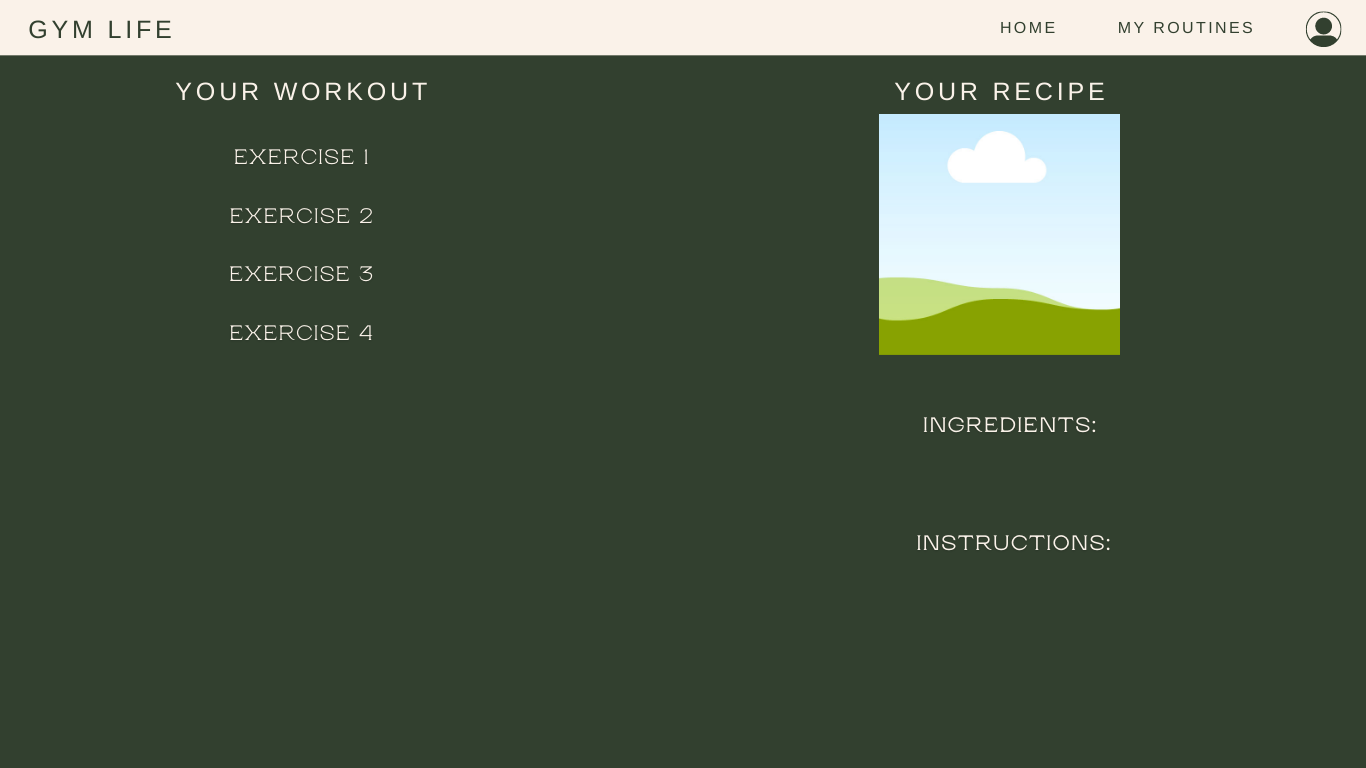 GYM LIFE
HOME
MY ROUTINES
YOUR WORKOUT
EXERCISE 1
EXERCISE 2
EXERCISE 3
EXERCISE 4
YOUR RECIPE
INGREDIENTS:
INSTRUCTIONS: